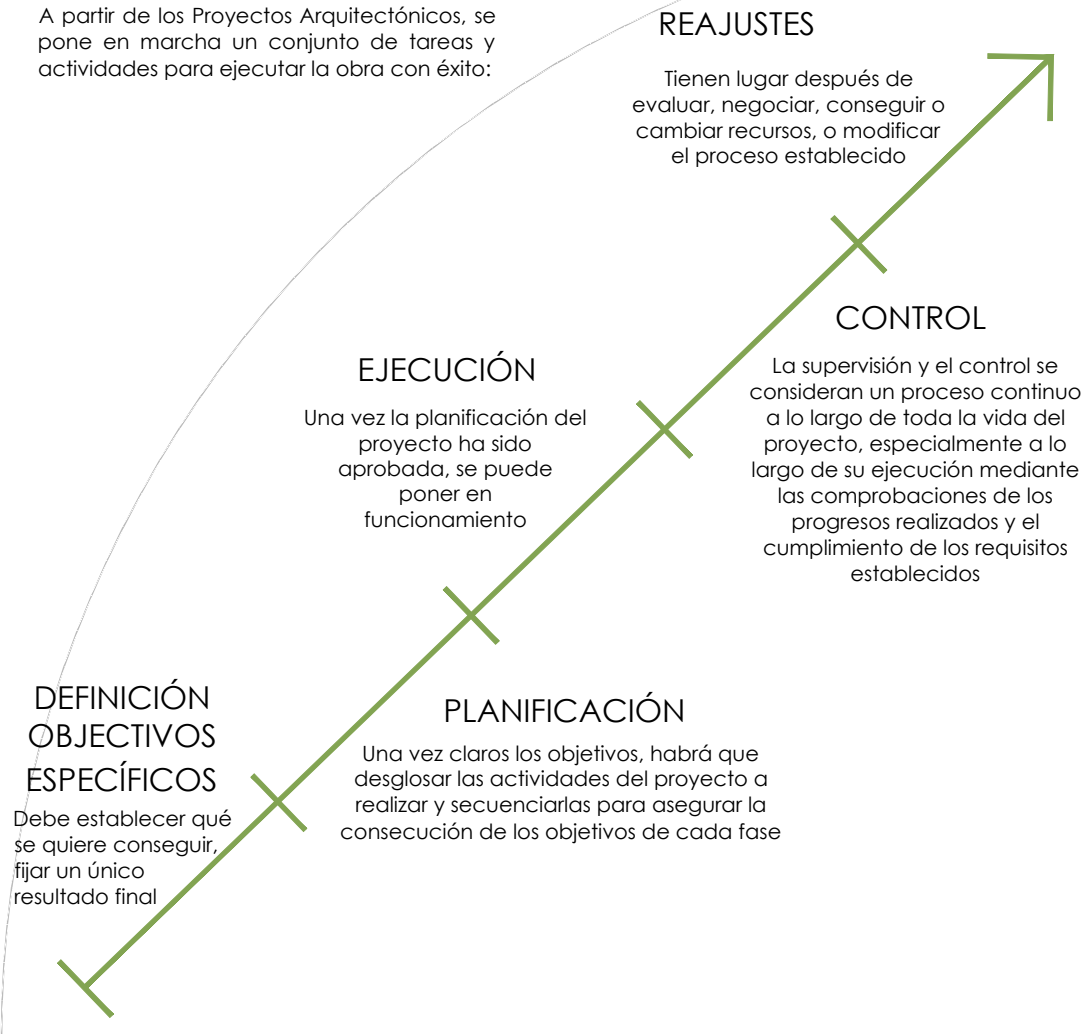 A partir de los Proyectos Arquitectónicos, se
pone en marcha un conjunto de tareas y
actividades para ejecutar la obra con éxito:
REAJUSTES
Tienen lugar después de
evaluar, negociar, conseguir o
cambiar recursos, o modificar
el proceso establecido
CONTROL
La supervisión y el control se
consideran un proceso continuo
a lo largo de toda la vida del
proyecto, especialmente a lo
largo de su ejecución mediante
las comprobaciones de los
progresos realizados y el
cumplimiento de los requisitos
establecidos
EJECUCIÓN
Una vez la planificación del
proyecto ha sido
aprobada, se puede
poner en
funcionamiento
PLANIFICACIÓN
Una vez claros los objetivos, habrá que
desglosar las actividades del proyecto a
realizar y secuenciarlas para asegurar la
consecución de los objetivos de cada fase
DEFINICIÓN
OBJECTIVOS
ESPECÍFICOS
Debe establecer qué
se quiere conseguir,
fijar un único
resultado final